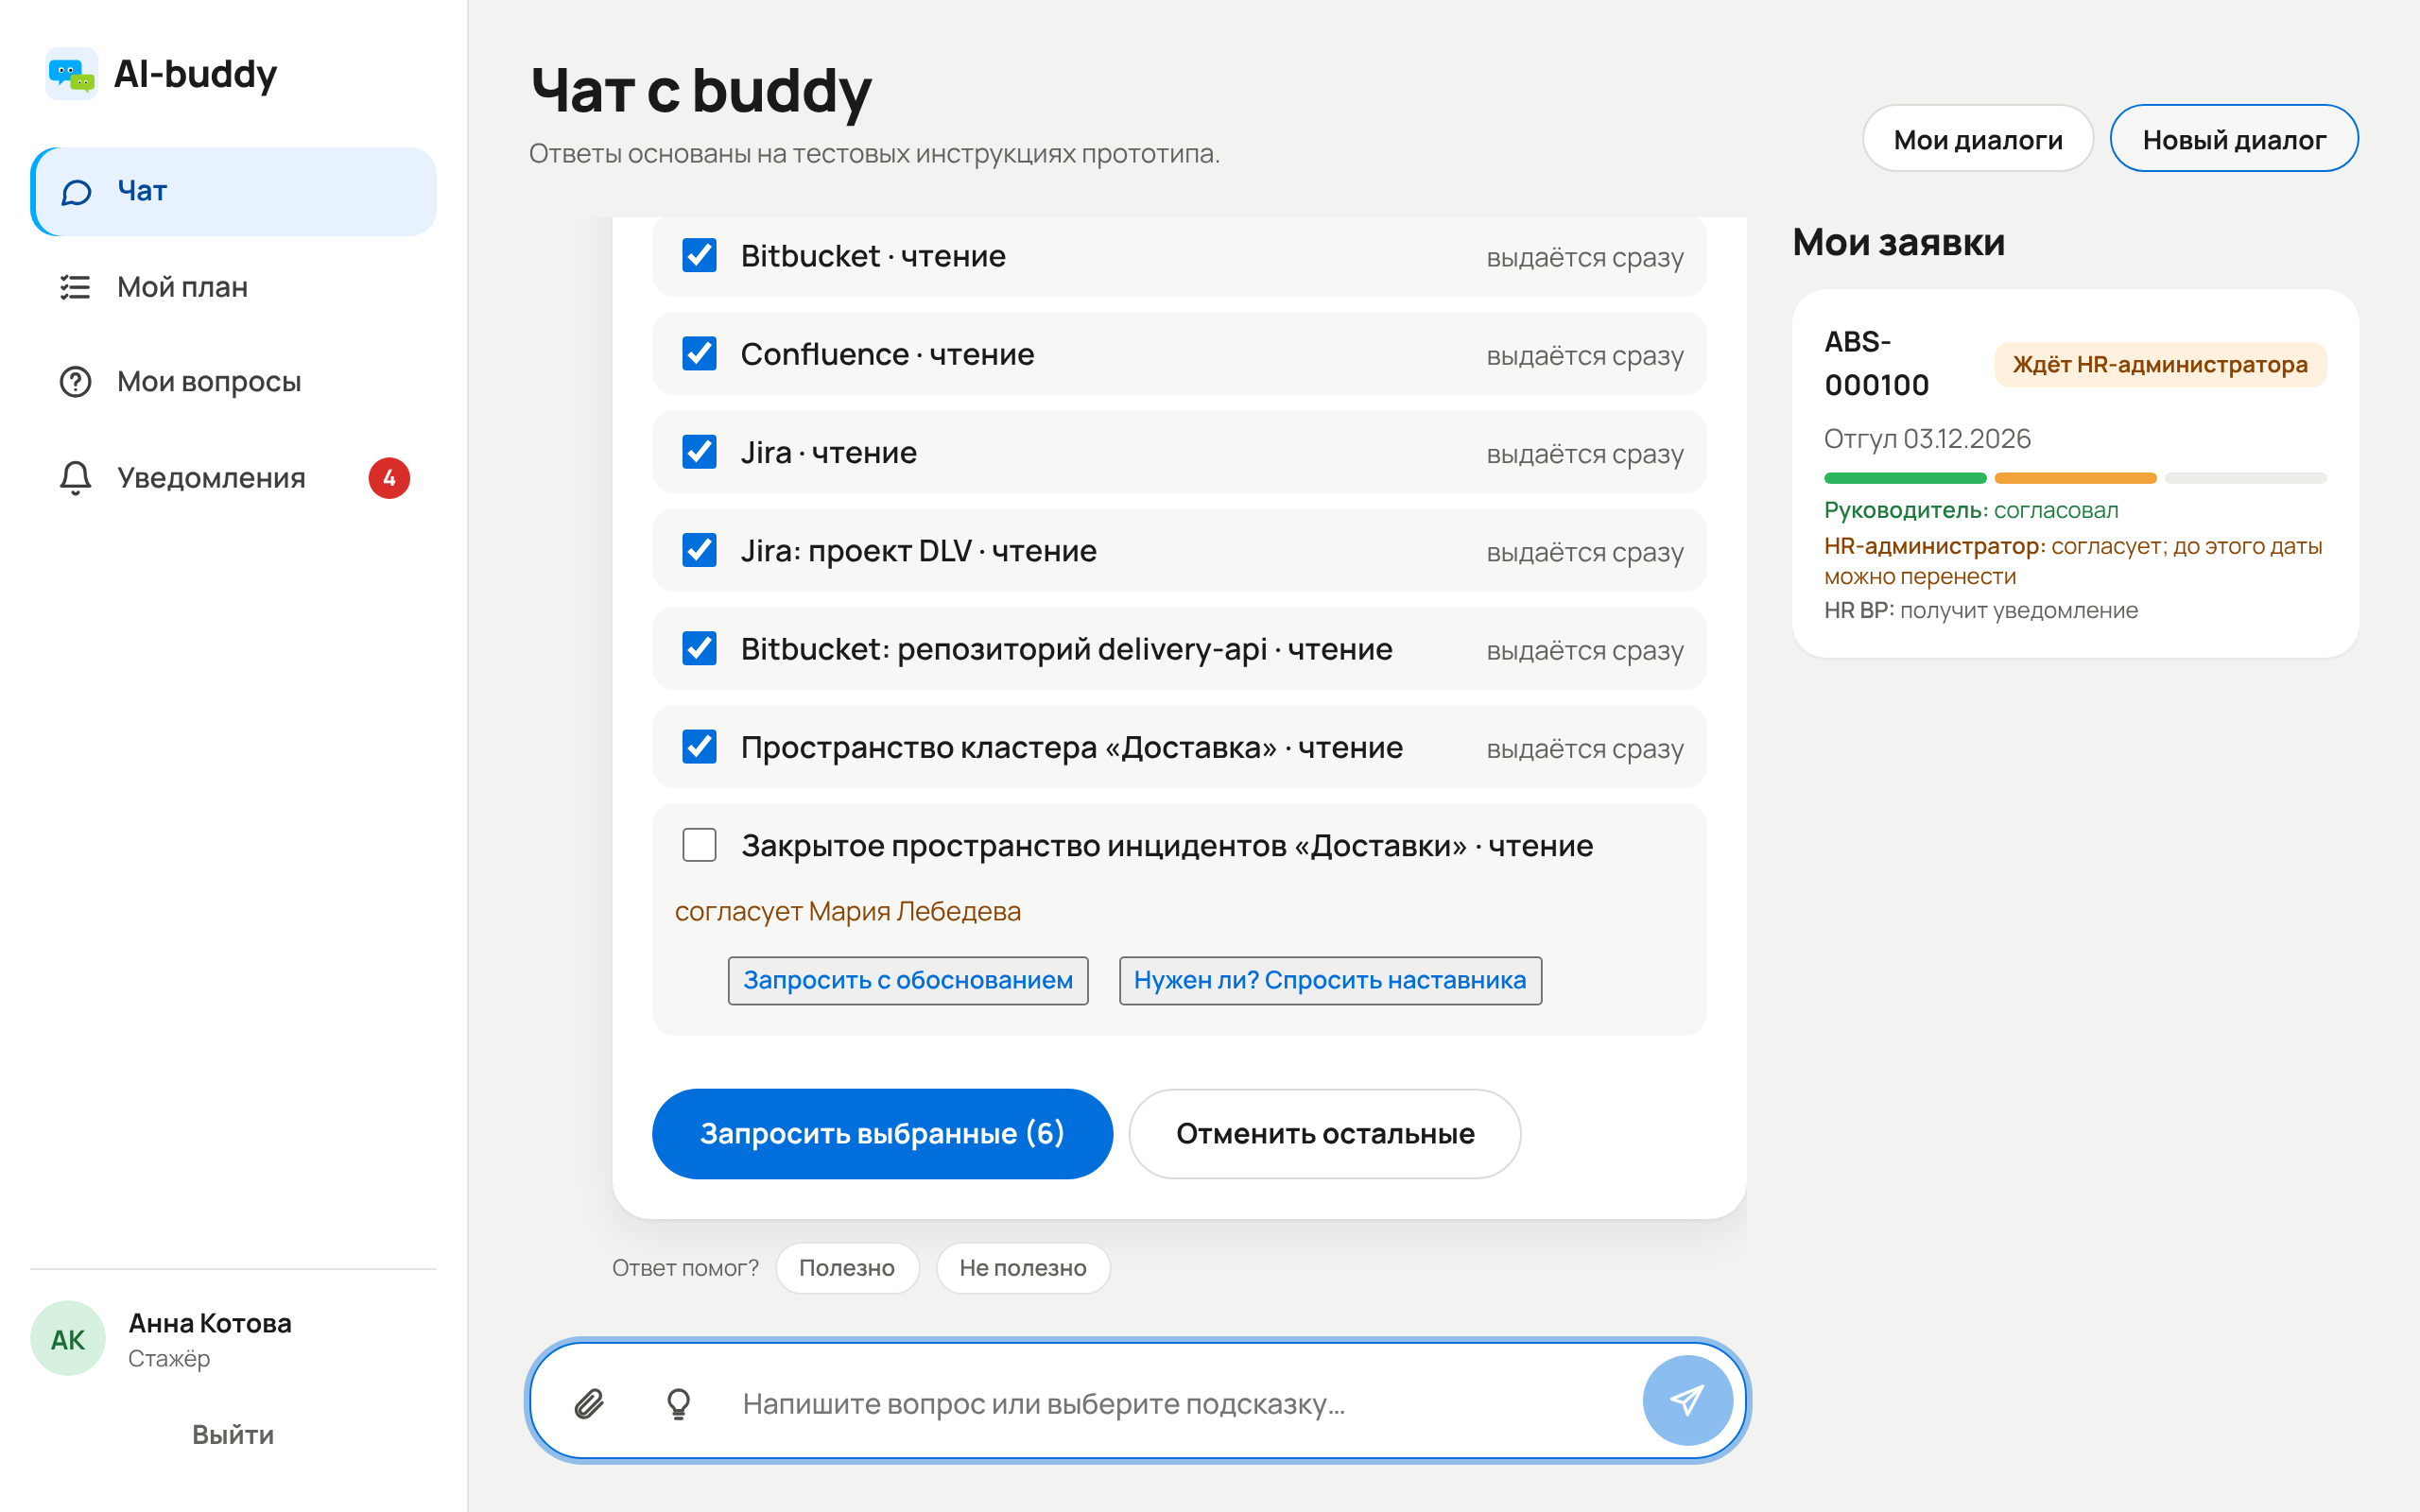 AI-buddy
Чат
Мой план
Мои вопросы
Уведомления
4
Анна Котова
АК
Стажёр
Выйти
Чат с buddy
Ответы основаны на тестовых инструкциях прототипа.
Мои диалоги
Новый диалог
Bitbucket · чтение
выдаётся сразу
Confluence · чтение
выдаётся сразу
Jira · чтение
выдаётся сразу
Jira: проект DLV · чтение
выдаётся сразу
Bitbucket: репозиторий delivery-api · чтение
выдаётся сразу
Пространство кластера «Доставка» · чтение
выдаётся сразу
Закрытое пространство инцидентов «Доставки» · чтение
согласует Мария Лебедева
Запросить с обоснованием
Нужен ли? Спросить наставника
Запросить выбранные (6)
Отменить остальные
Ответ помог?
Полезно
Не полезно
Напишите вопрос или выберите подсказку...
Мои заявки
ABS-
000100
Ждёт HR-администратора
Отгул 03.12.2026
Руководитель: согласовал
HR-администратор: согласует; до этого даты
можно перенести
HR BP: получит уведомление